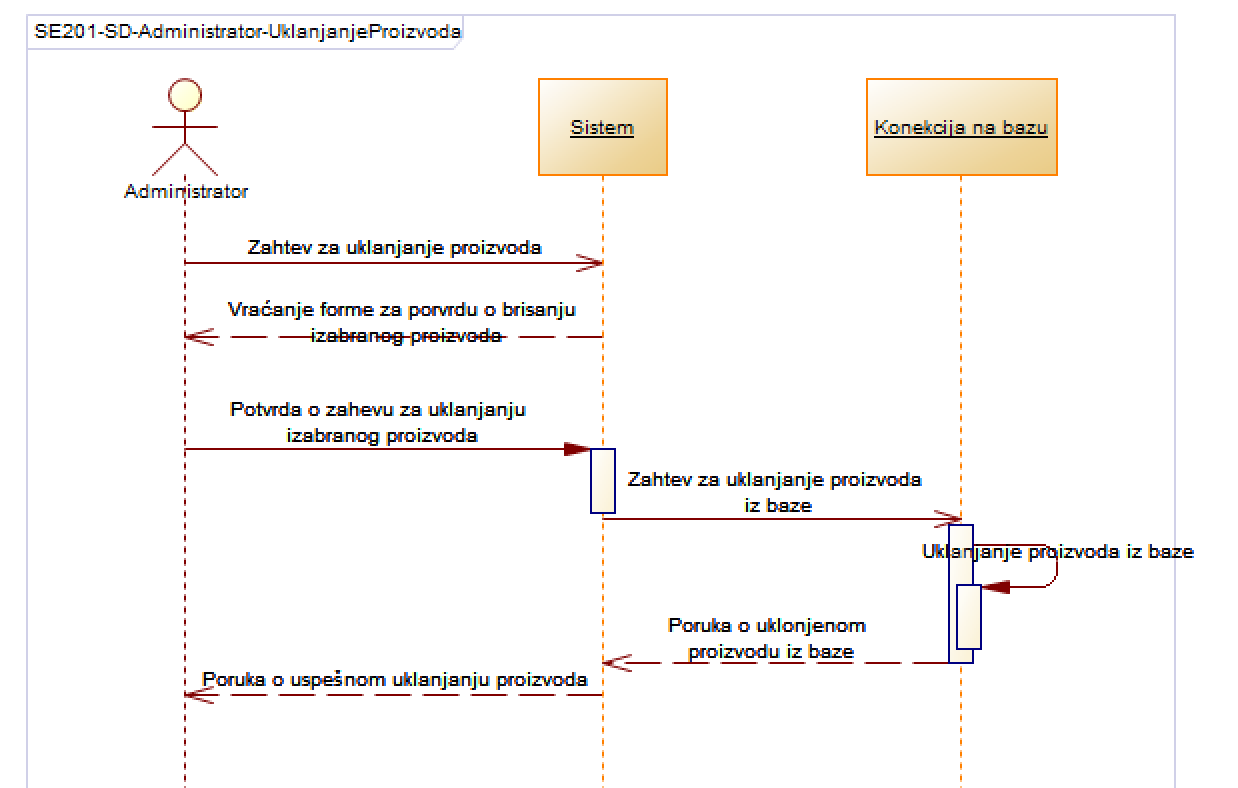 SE201-SD-Administrator-UklanjanjeProizvoda
Sistem
Konekcija na bazu
Administrator
Zahtev za uklanjanje proizvoda
Vraćanje forme za porvrdu o brisanju
izabranog proizvoda
Potvrda o zahevu za uklanjanju
izabranog proizvoda
Zahtev za uklanjanje proizvoda
iz baze
Uklanjanje proizvoda iz baze
Poruka o uklonjenom
proizvodu iz baze
Poruka o uspešnom uklanjanju proizvoda